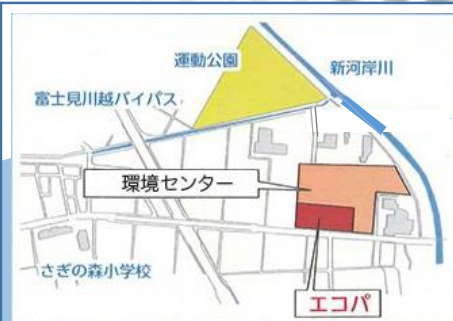 運動公園
新河岸川
富士見川越バイパス
環境センター
さぎの森小学校
エコパ